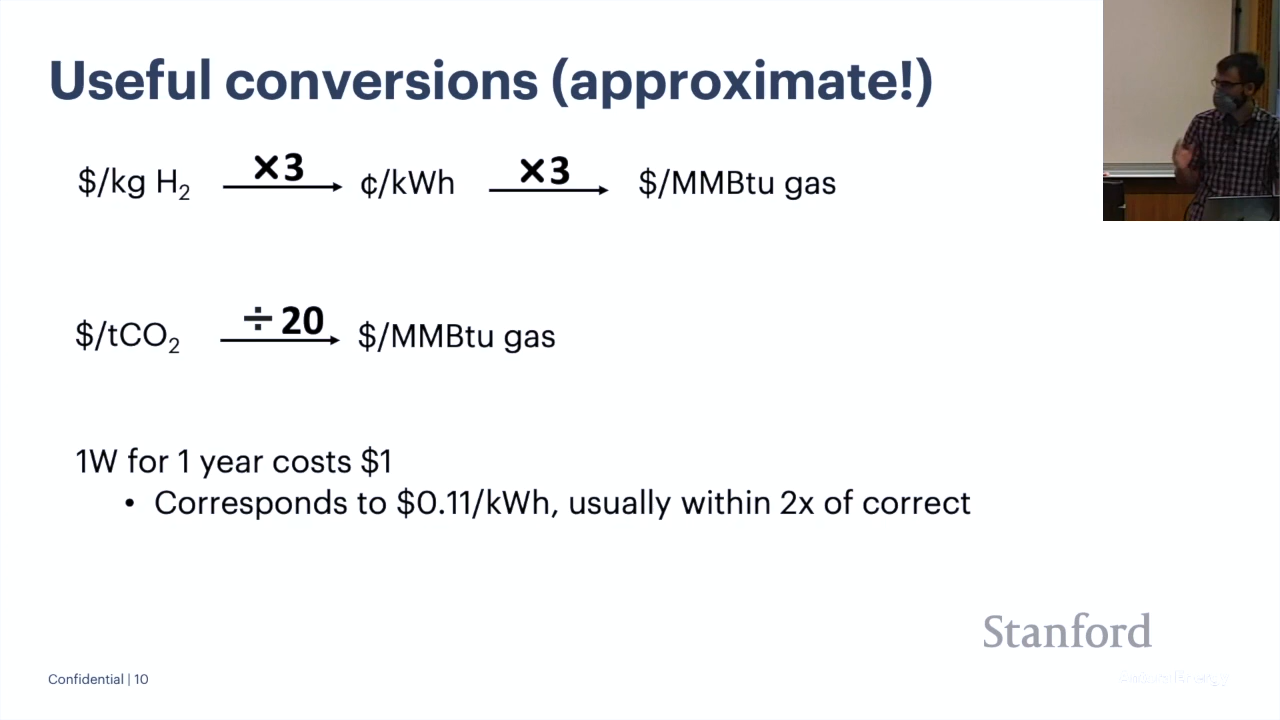 Useful conversions (approximate!)
$/kg H₂ ×3 ¢/kWh ×3 $/MMBtu gas
$/tCO₂ ÷20 $/MMBtu gas
1W for 1 year costs $1
• Corresponds to $0.11/kWh, usually within 2x of correct
Stanford
Confidential | 10